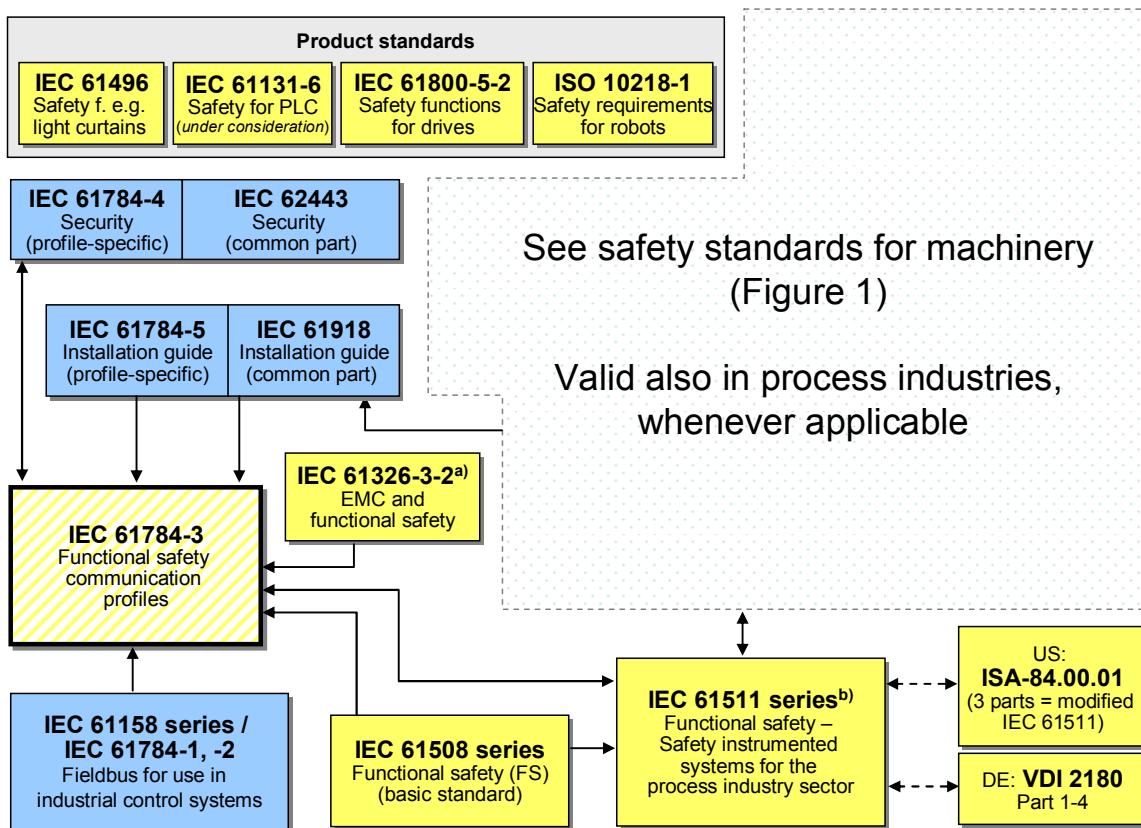 Product standards
IEC 61496
Safety f. e.g.
light curtains
IEC 61131-6
Safety for PLC
(under consideration)
IEC 61800-5-2
Safety functions
for drives
ISO 10218-1
Safety requirements
for robots
IEC 61784-4
Security
(profile-specific)
IEC 62443
Security
(common part)
See safety standards for machinery
(Figure 1)
Valid also in process industries,
whenever applicable
IEC 61784-5
Installation guide
(profile-specific)
IEC 61918
Installation guide
(common part)
IEC 61326-3-2a)
EMC and
functional safety
IEC 61784-3
Functional safety
communication
profiles
IEC 61158 series /
IEC 61784-1, -2
Fieldbus for use in
industrial control systems
IEC 61508 series
Functional safety (FS)
(basic standard)
IEC 61511 seriesb)
Functional safety –
Safety instrumented
systems for the
process industry sector
US:
ISA-84.00.01
(3 parts = modified
IEC 61511)
DE: VDI 2180
Part 1-4